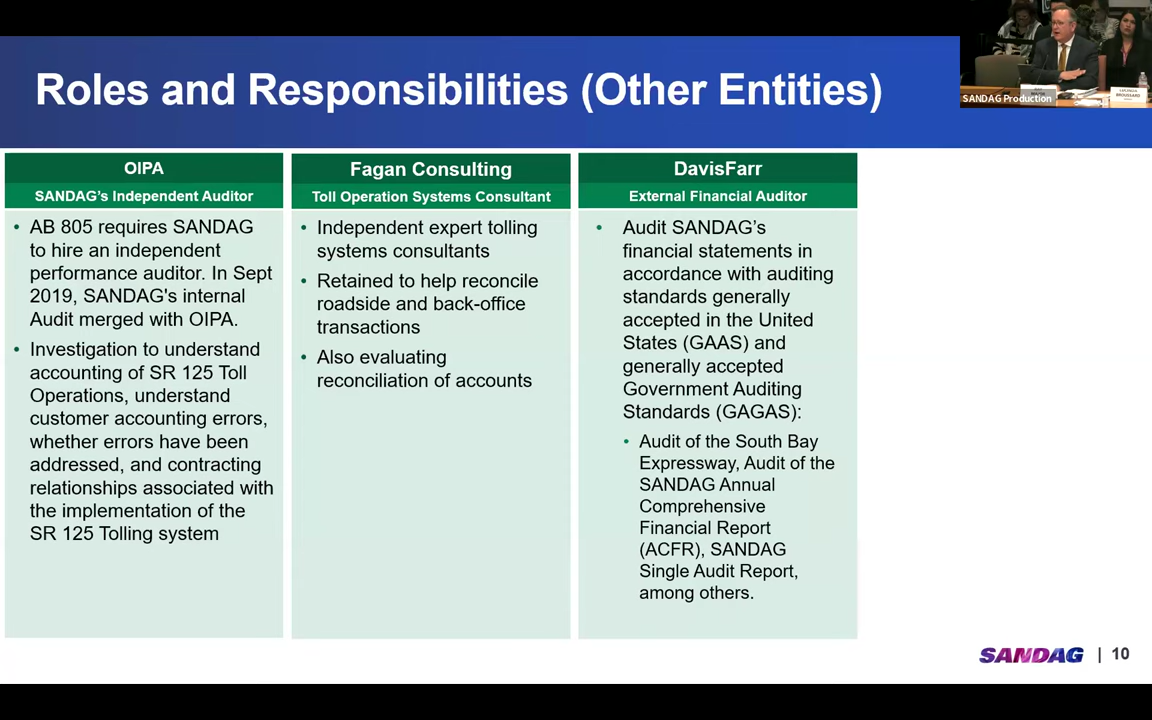 Roles and Responsibilities (Other Entities)
SANDAG Production
BROUSSARD
OIPA
SANDAG's Independent Auditor
• AB 805 requires SANDAG
to hire an independent
performance auditor. In Sept
2019, SANDAG's internal
Audit merged with OIPA.
• Investigation to understand
accounting of SR 125 Toll
Operations, understand
customer accounting errors,
whether errors have been
addressed, and contracting
relationships associated with
the implementation of the
SR 125 Tolling system
Fagan Consulting
Toll Operation Systems Consultant
• Independent expert tolling
systems consultants
• Retained to help reconcile
roadside and back-office
transactions
• Also evaluating
reconciliation of accounts
DavisFarr
External Financial Auditor
• Audit SANDAG's
financial statements in
accordance with auditing
standards generally
accepted in the United
States (GAAS) and
generally accepted
Government Auditing
Standards (GAGAS):
• Audit of the South Bay
Expressway, Audit of the
SANDAG Annual
Comprehensive
Financial Report
(ACFR), SANDAG
Single Audit Report,
among others.
SANDAG | 10